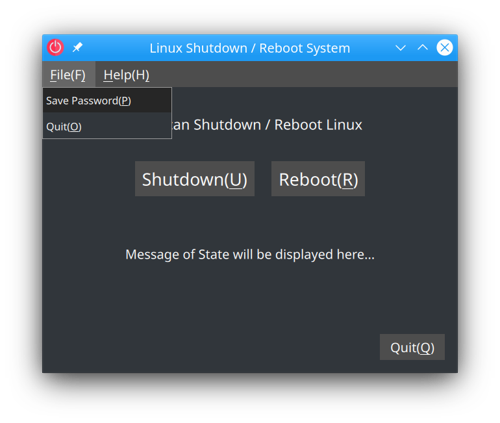 Linux Shutdown / Reboot System
File(F) Help(H)
Save Password(P)
Quit(O)
an Shutdown / Reboot Linux
Shutdown(U) Reboot(R)
Message of State will be displayed here...
Quit(Q)